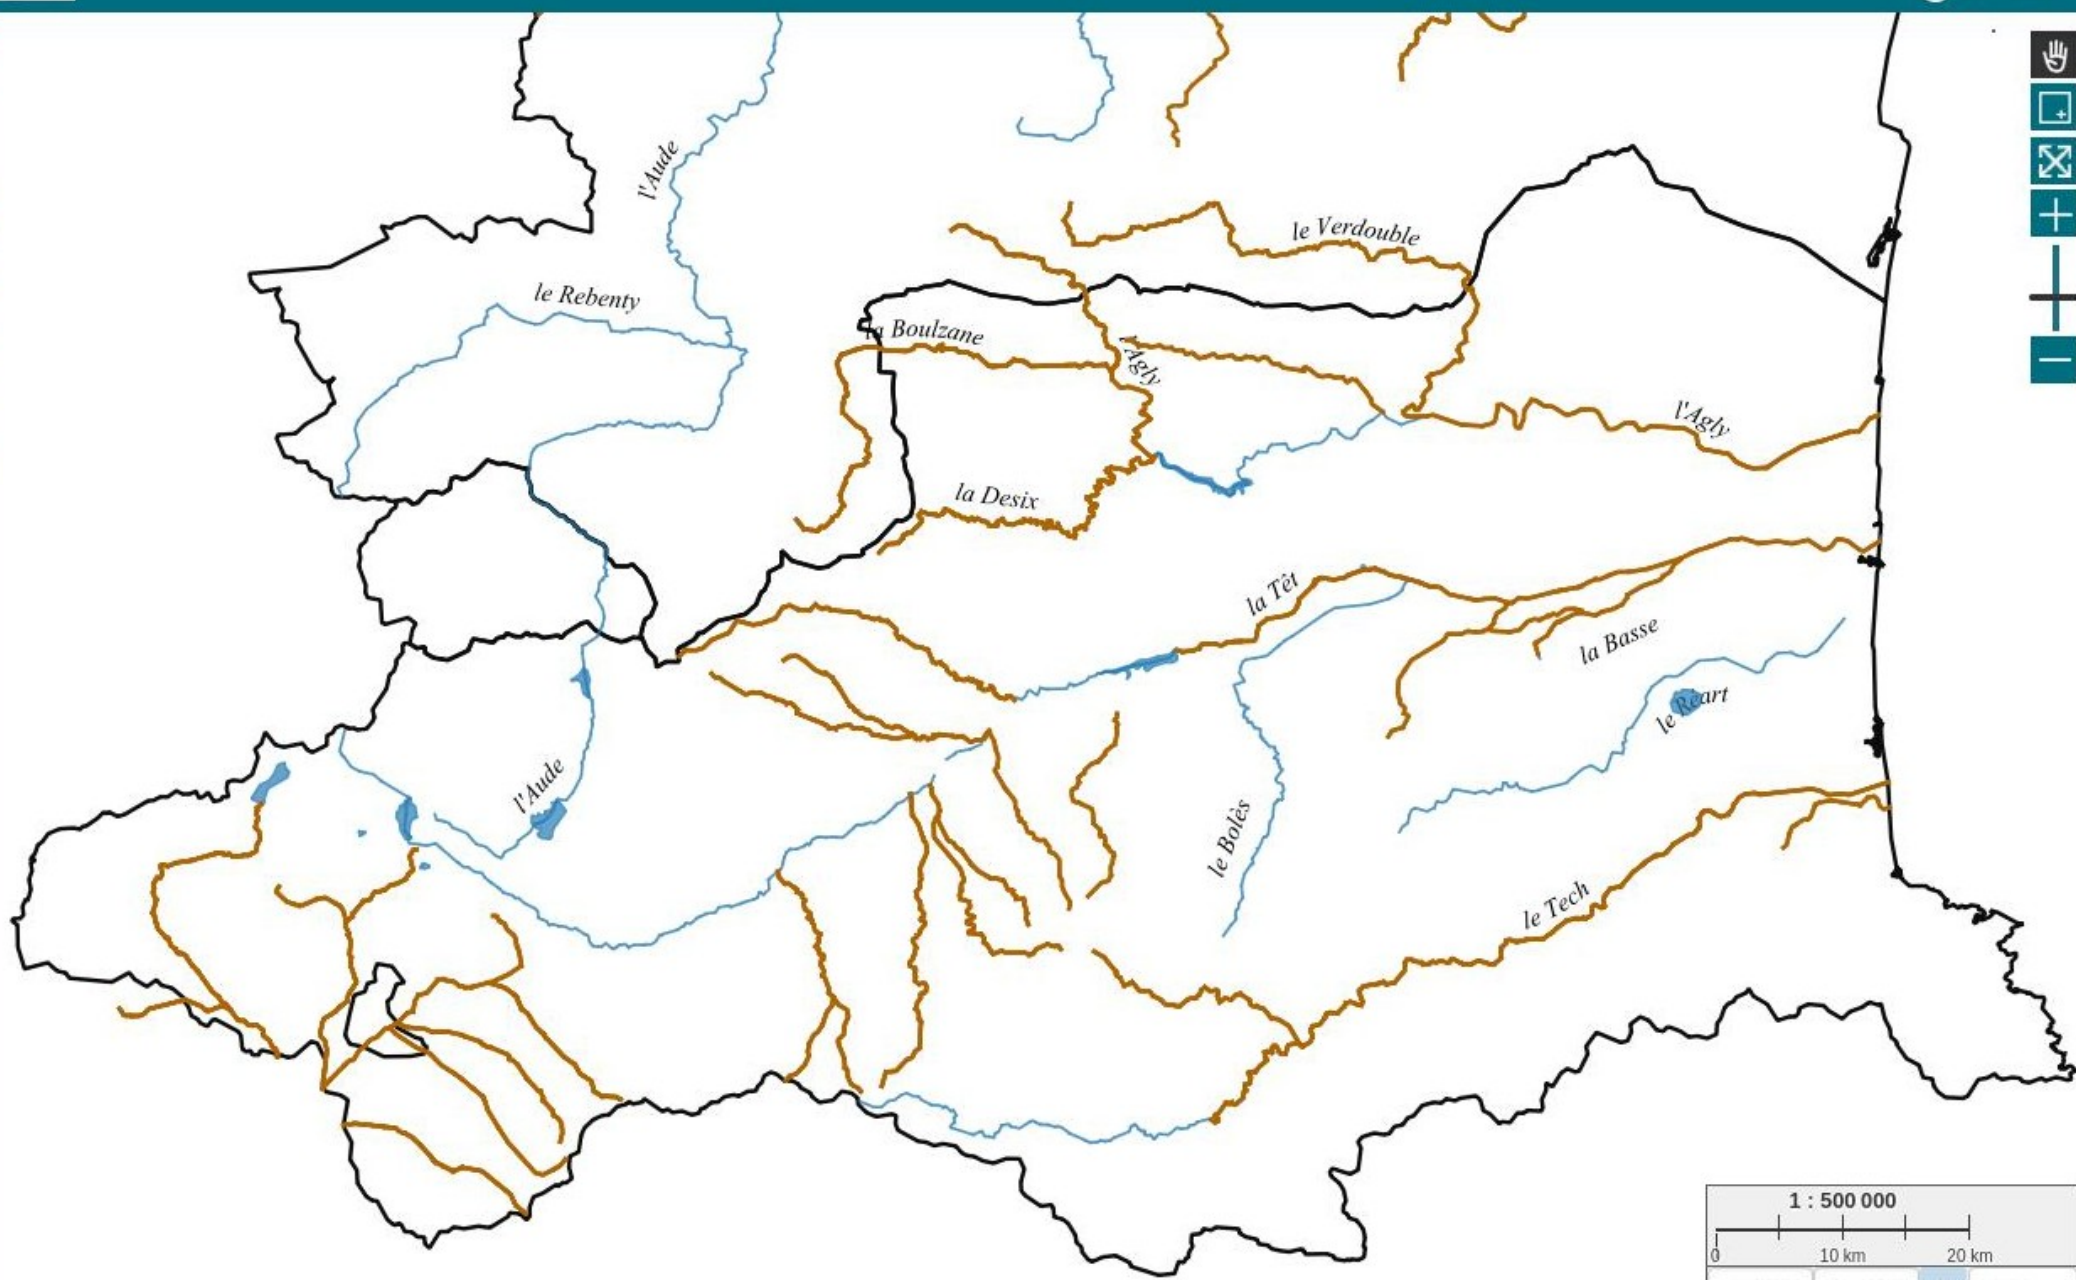 l'Aude
le Verdouble
le Rebenty
la Boulzane
l'Agly
l'Agly
la Desix
la Têt
la Basse
le Réart
l'Aude
le Bolès
le Tech
1 : 500 000
0 10 km 20 km